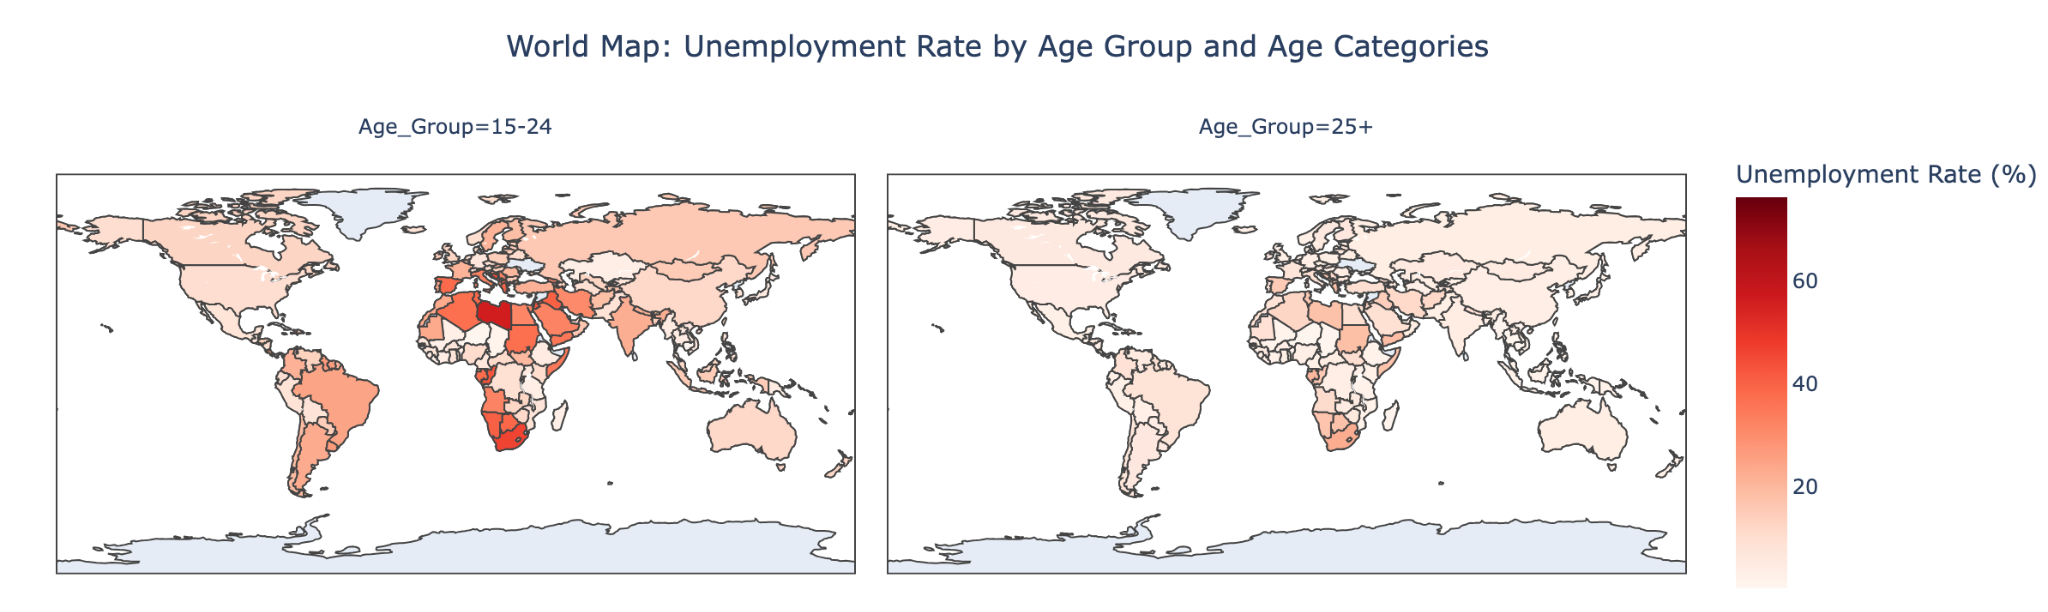 World Map: Unemployment Rate by Age Group and Age Categories
Age_Group=15-24
Age_Group=25+
Unemployment Rate (%)
60
40
20